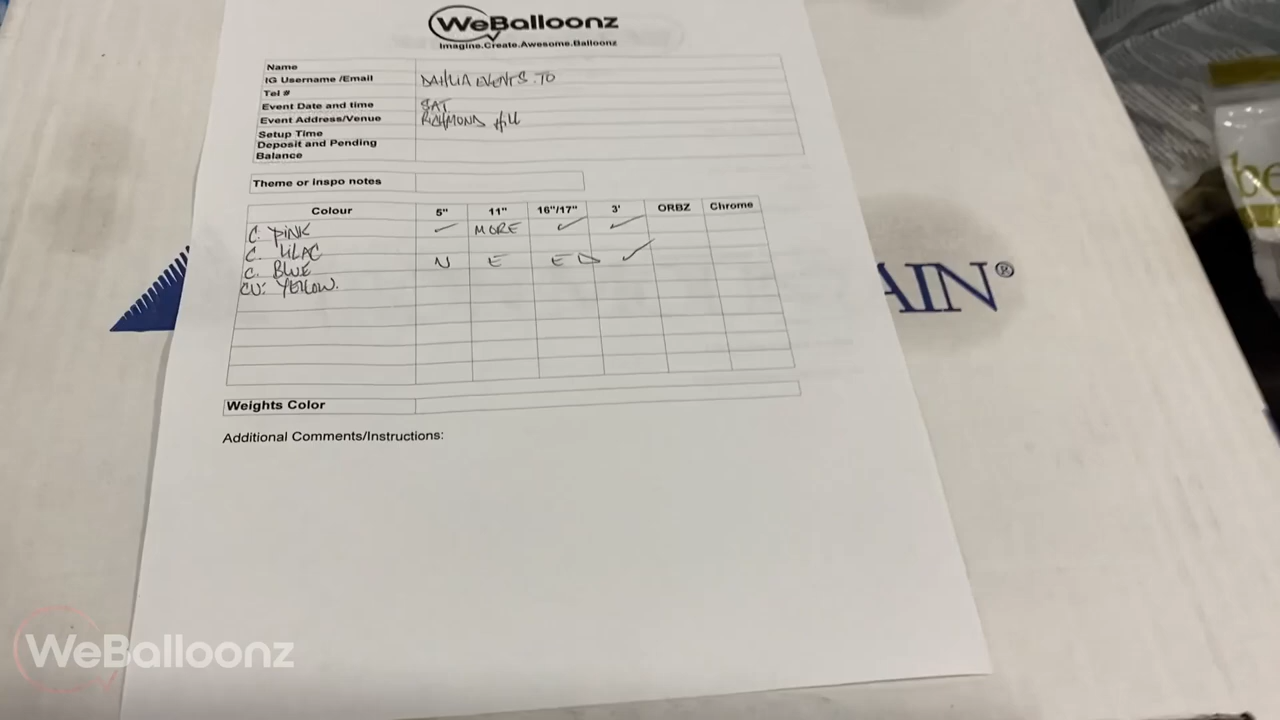 WeBalloonz
Imagine.Create.Awesome.Balloonz
Name
IG Username /Email DAHLIA EVENTS.TO
Tel #
Event Date and time SAT
Event Address/Venue RICHMOND Hill
Setup Time
Deposit and Pending
Balance
Theme or Inspo notes
Colour 5" 11" 16"/17" 3' ORBZ Chrome
C. PINK ✓ MORE ✓ ✓
C. LILAC
C. BLUE N E E D ✓
CU: YELLOW.
Weights Color
Additional Comments/Instructions:
AIN®
be
WeBalloonz